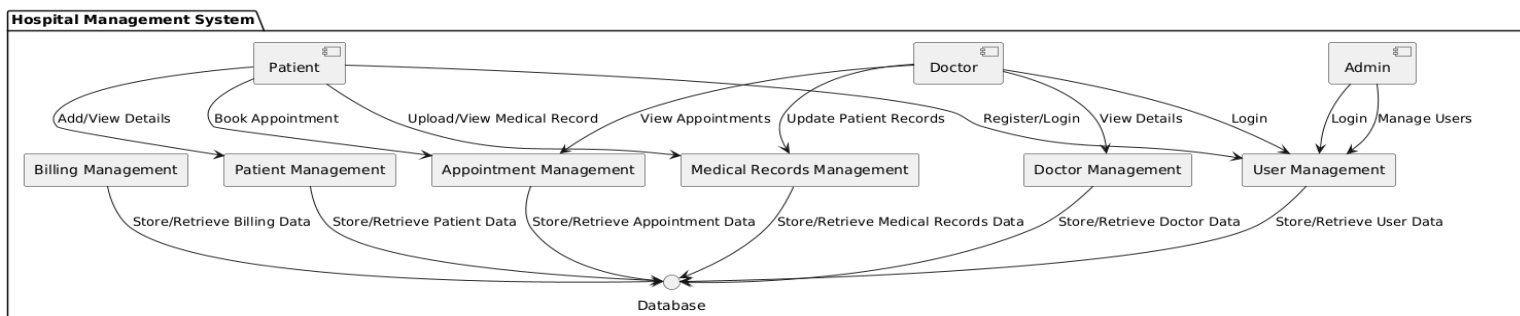 Hospital Management System
Patient
Doctor
Admin
Add/View Details
Book Appointment
Upload/View Medical Record
View Appointments
Update Patient Records
Register/Login
View Details
Login
Login
Manage Users
Billing Management
Patient Management
Appointment Management
Medical Records Management
Doctor Management
User Management
Store/Retrieve Billing Data
Store/Retrieve Patient Data
Store/Retrieve Appointment Data
Store/Retrieve Medical Records Data
Store/Retrieve Doctor Data
Store/Retrieve User Data
Database